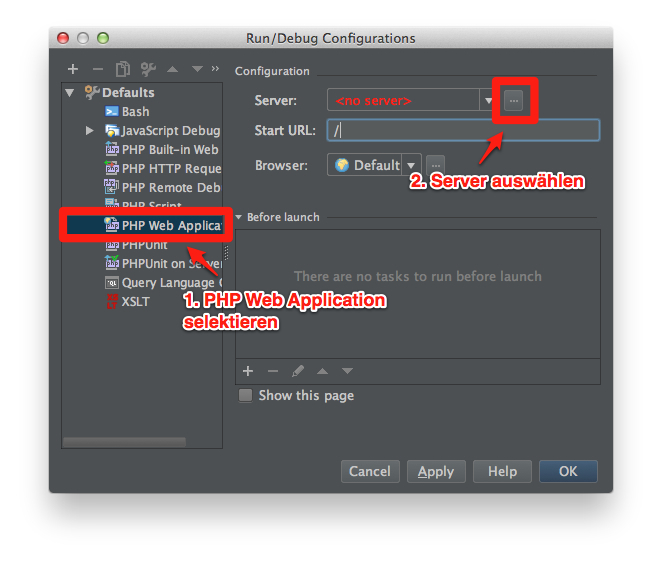 Run/Debug Configurations
Defaults
Bash
JavaScript Debug
PHP Built-in Web
PHP HTTP Reque
PHP Remote Deb
PHP Script
PHP Web Applicat
PHPUnit
PHPUnit on Server
Query Language C
XSLT
Configuration
Server: <no server>
Start URL: /
Browser: Default
2. Server auswählen
Before launch
There are no tasks to run before launch
1. PHP Web Application
selektieren
Show this page
Cancel Apply Help OK